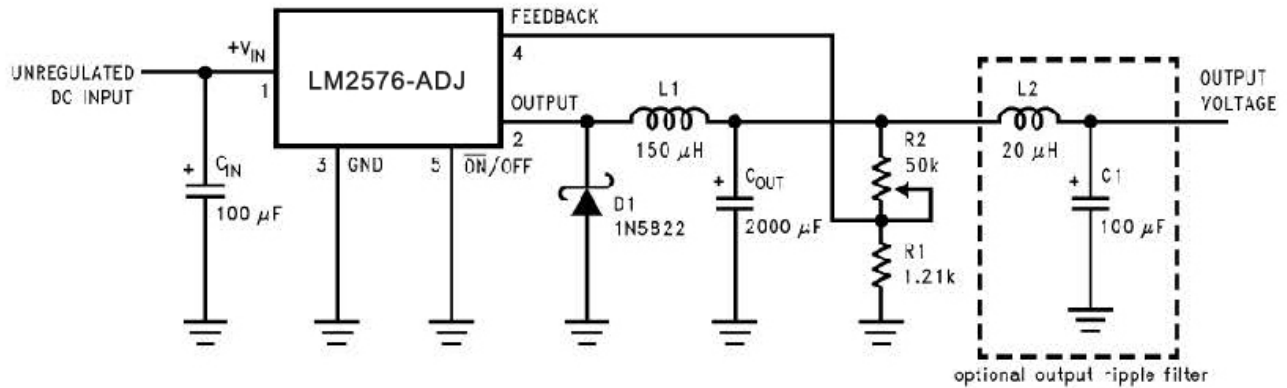 FEEDBACK
4
+VIN
UNREGULATED
DC INPUT
1
LM2576-ADJ
OUTPUT
2
3 GND
5 O̅N̅/OFF
+ CIN
100 μF
L1
150 μH
D1
1N5822
+ COUT
2000 μF
R2
50k
R1
1.21k
L2
20 μH
+ C1
100 μF
OUTPUT
VOLTAGE
optional output ripple filter